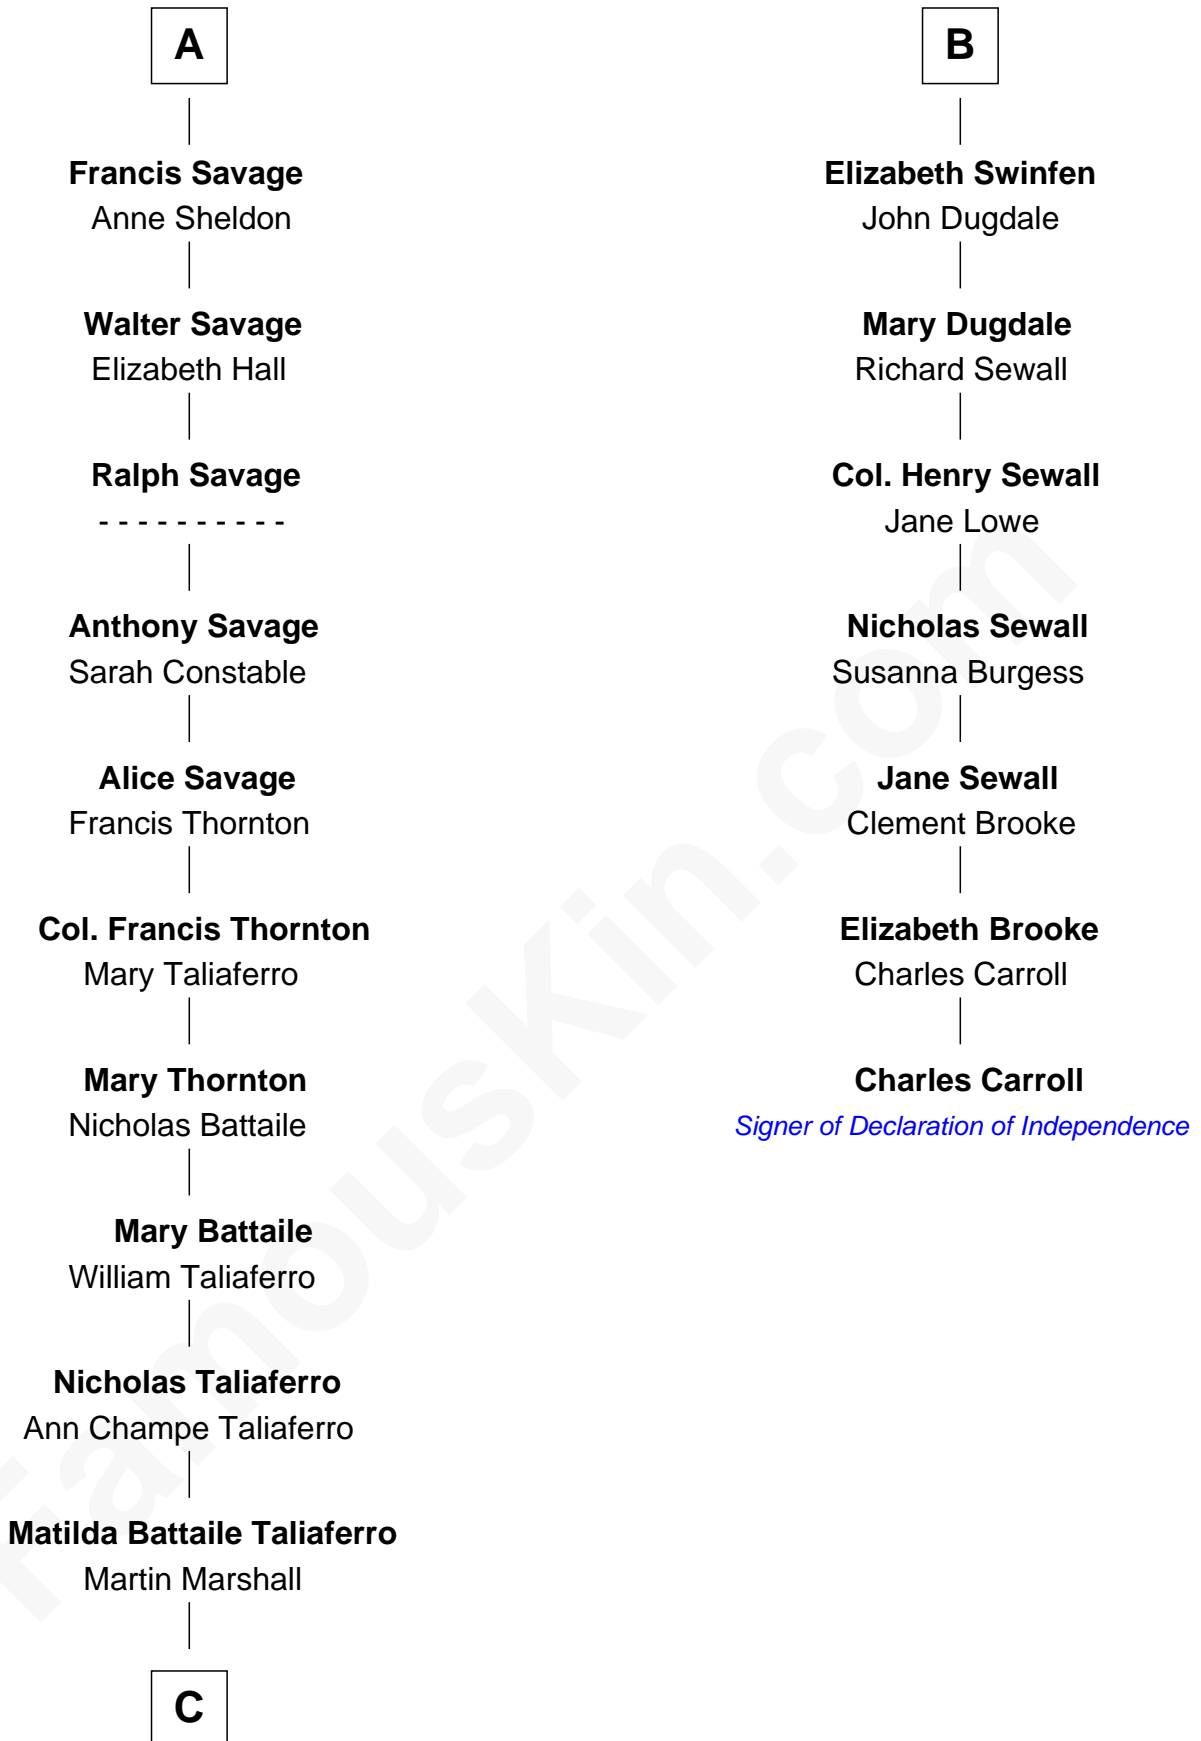 A
Francis Savage
Anne Sheldon
Walter Savage
Elizabeth Hall
Ralph Savage
- - - - - - - - - -
Anthony Savage
Sarah Constable
Alice Savage
Francis Thornton
Col. Francis Thornton
Mary Taliaferro
Mary Thornton
Nicholas Battaile
Mary Battaile
William Taliaferro
Nicholas Taliaferro
Ann Champe Taliaferro
Matilda Battaile Taliaferro
Martin Marshall
C
B
Elizabeth Swinfen
John Dugdale
Mary Dugdale
Richard Sewall
Col. Henry Sewall
Jane Lowe
Nicholas Sewall
Susanna Burgess
Jane Sewall
Clement Brooke
Elizabeth Brooke
Charles Carroll
Charles Carroll
Signer of Declaration of Independence
FamousKin.com